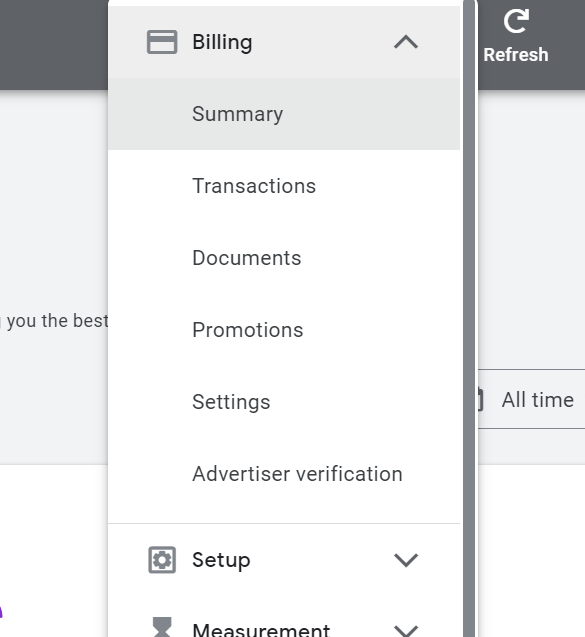 Billing
Refresh
Summary
Transactions
Documents
you the best
Promotions
All time
Settings
Advertiser verification
Setup
Measurement